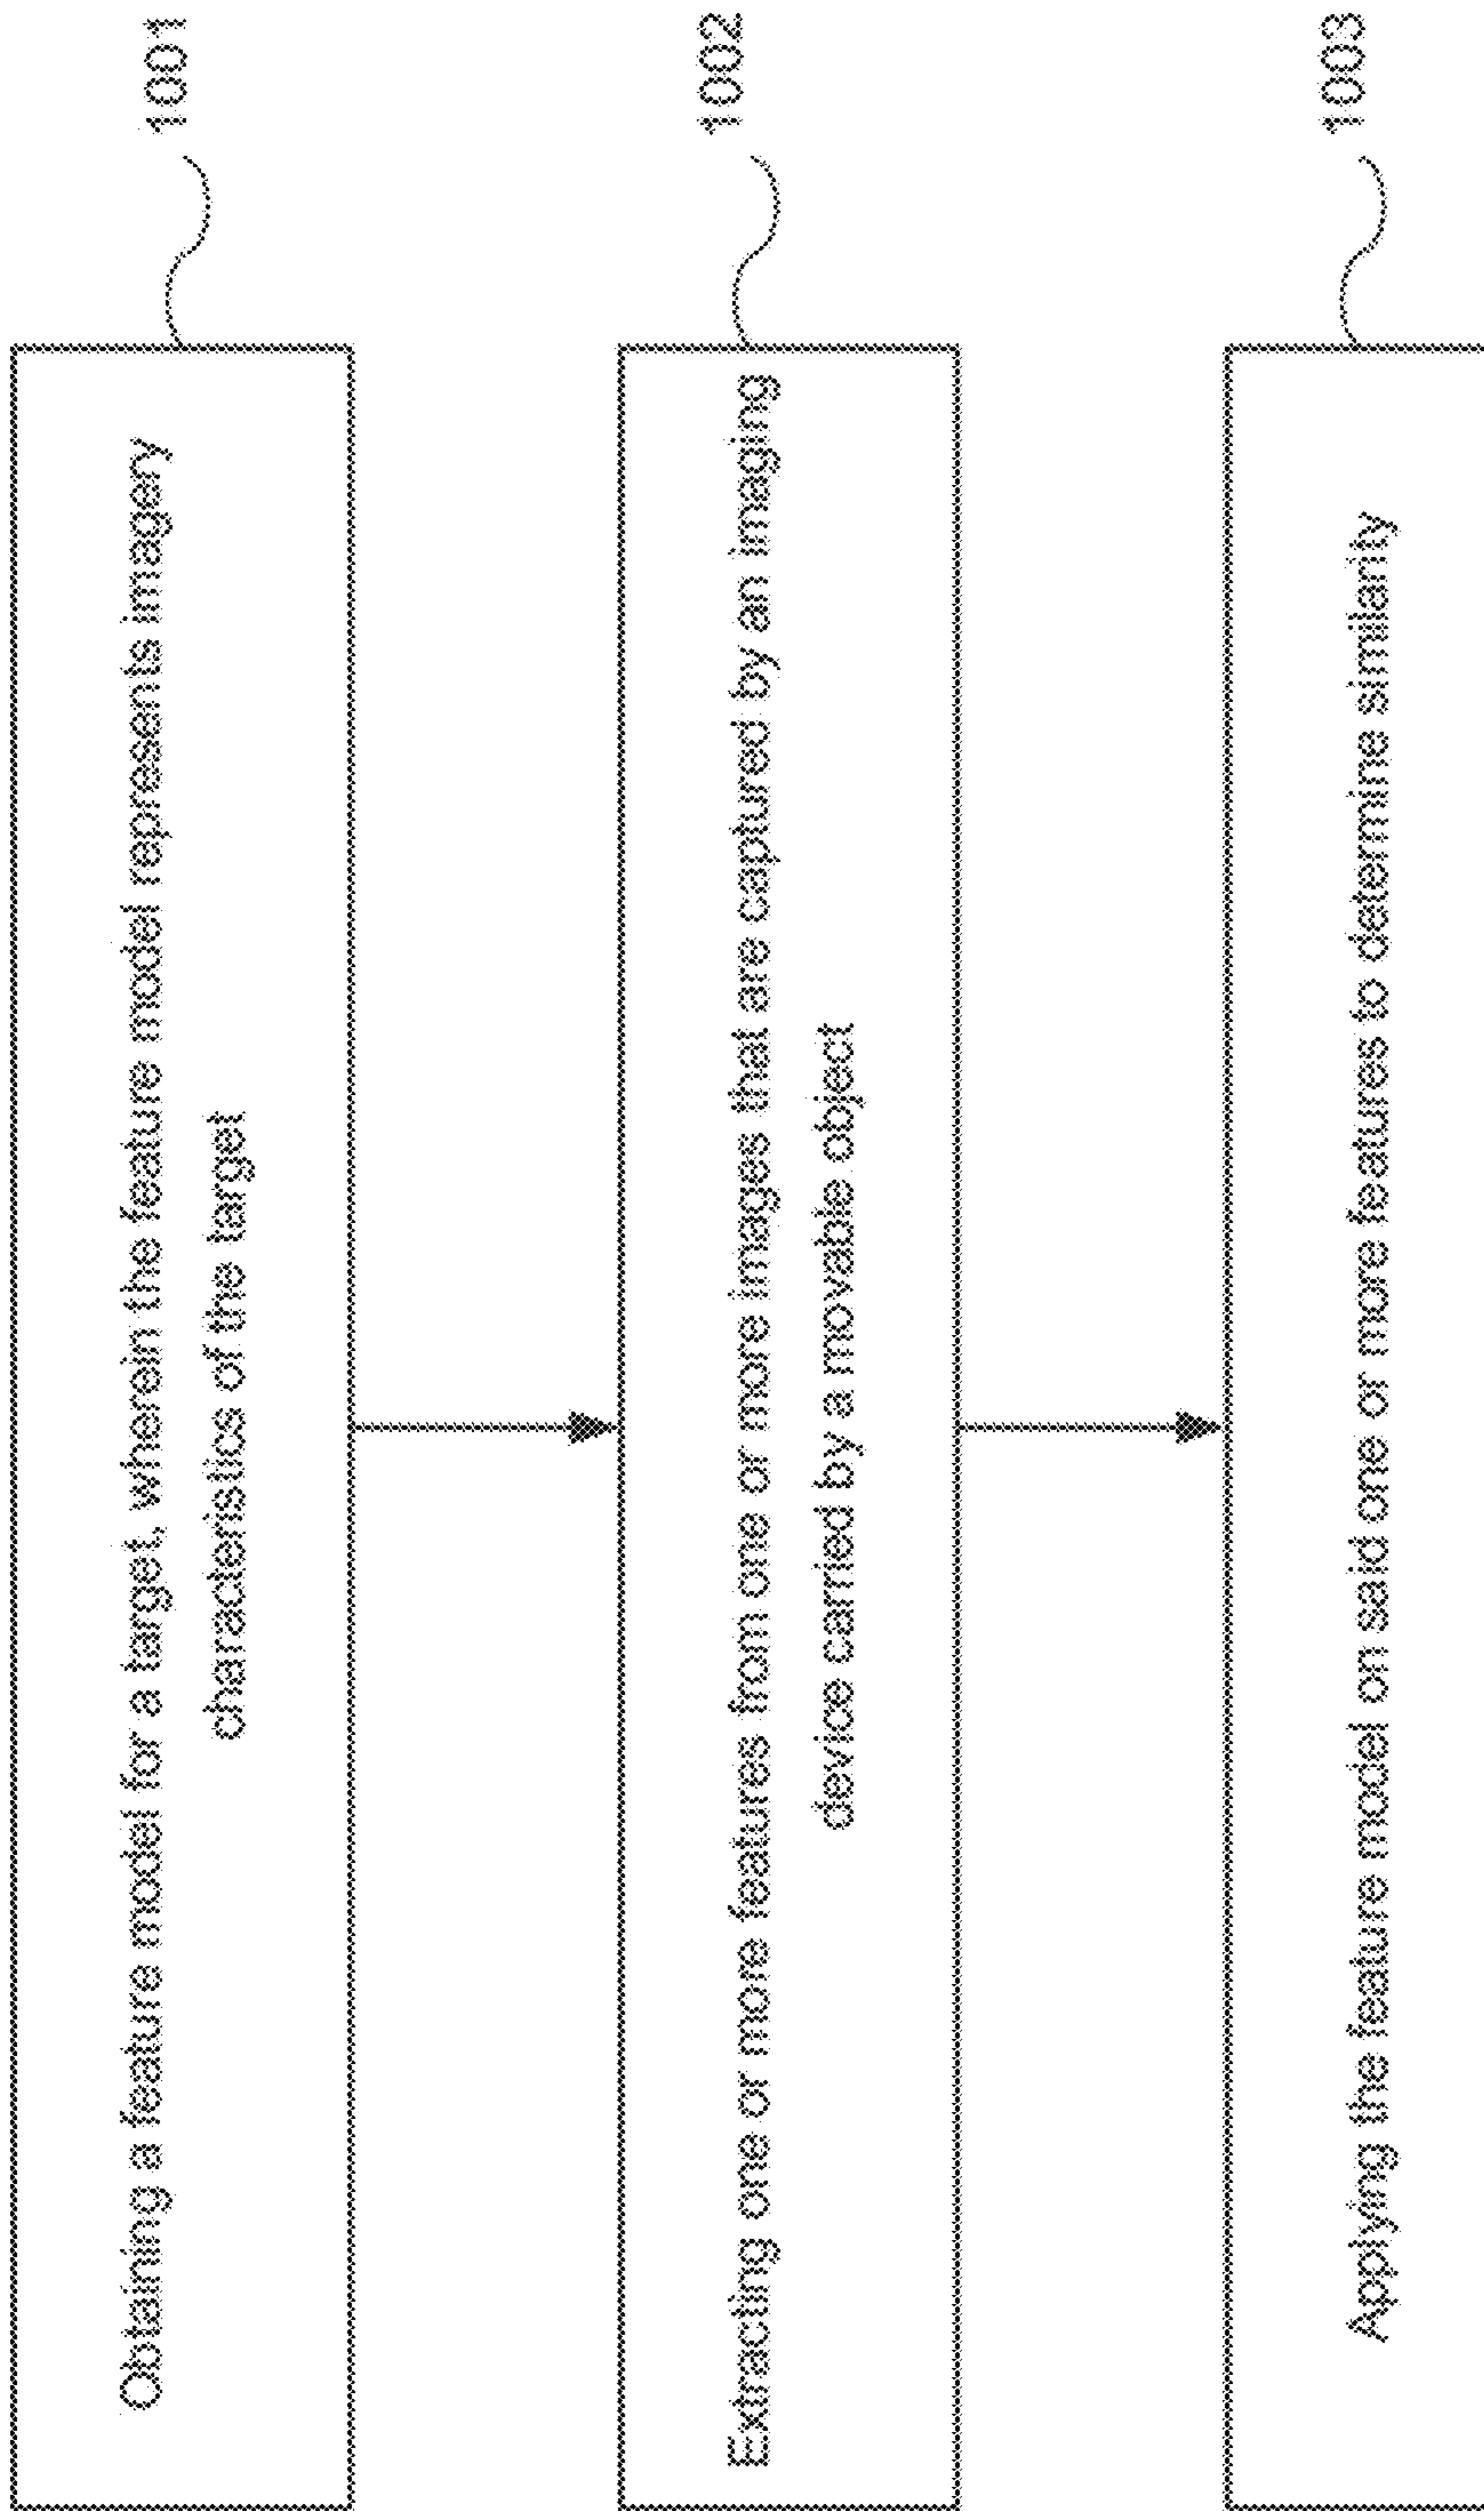 Obtaining a feature model for a target, wherein the feature model represents imagery
characteristics of the target
1001
Extracting one or more features from one or more images that are captured by an imaging
device carried by a movable object
1002
Applying the feature model on said one or more features to determine similarity
1003